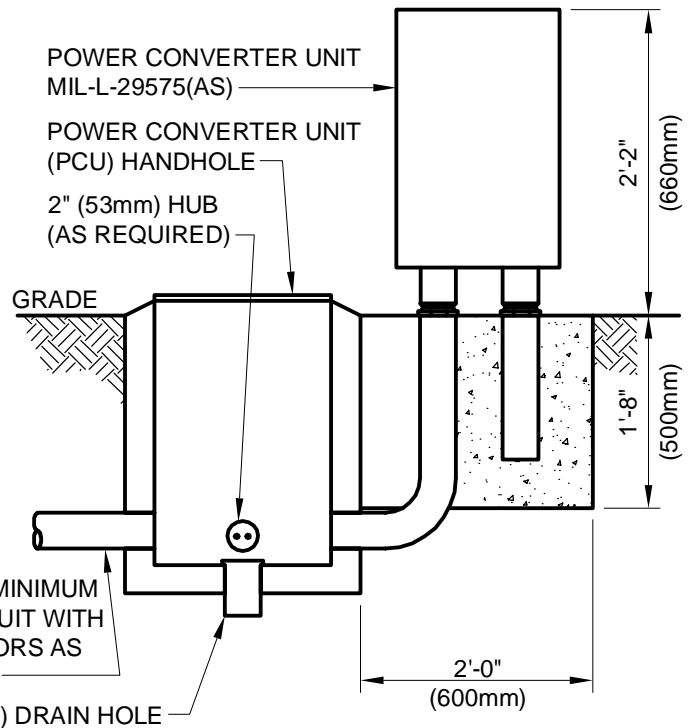 POWER CONVERTER UNIT
MIL-L-29575(AS)
POWER CONVERTER UNIT
(PCU) HANDHOLE
2" (53mm) HUB
(AS REQUIRED)
GRADE
2'-2"
(660mm)
1'-8"
(500mm)
MINIMUM
UIT WITH
ORS AS
2'-0"
(600mm)
) DRAIN HOLE